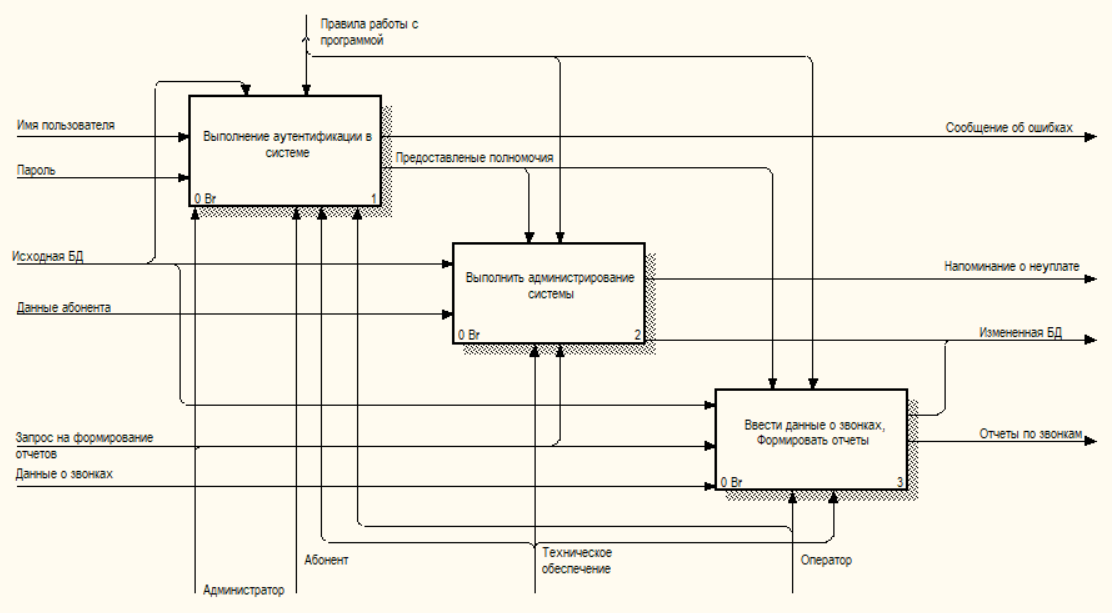 Правила работы с
программой
Имя пользователя
Выполнение аутентификации в
системе
Сообщение об ошибках
Предоставленые полномочия
Пароль
0 Br
1
Исходная БД
Выполнить администрирование
системы
Напоминание о неуплате
Данные абонента
0 Br
2
Измененная БД
Ввести данные о звонках,
Формировать отчеты
Отчеты по звонкам
Запрос на формирование
отчетов
Данные о звонках
0 Br
3
Абонент
Техническое
обеспечение
Оператор
Администратор